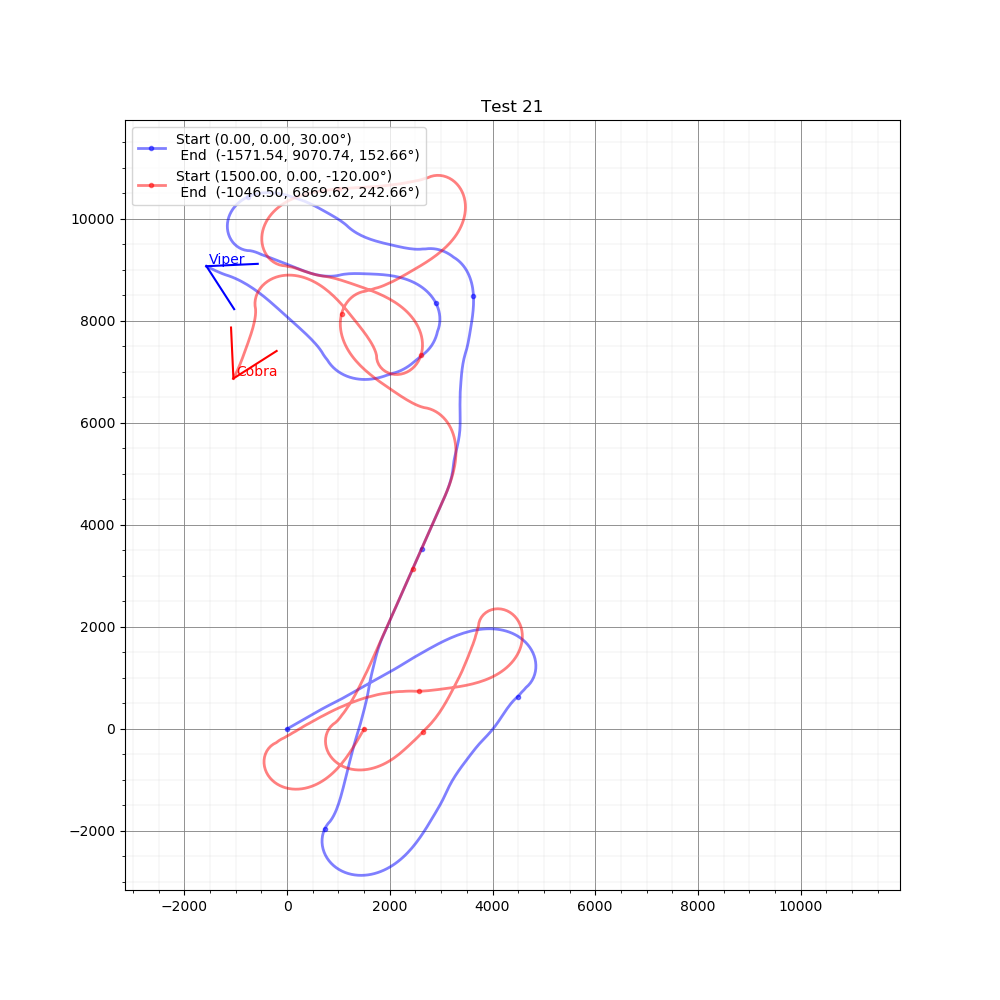 Test 21
Start (0.00, 0.00, 30.00°)
End  (-1571.54, 9070.74, 152.66°)
Start (1500.00, 0.00, -120.00°)
End  (-1046.50, 6869.62, 242.66°)
10000
8000
6000
4000
2000
0
−2000
Viper
Cobra
−2000 0 2000 4000 6000 8000 10000